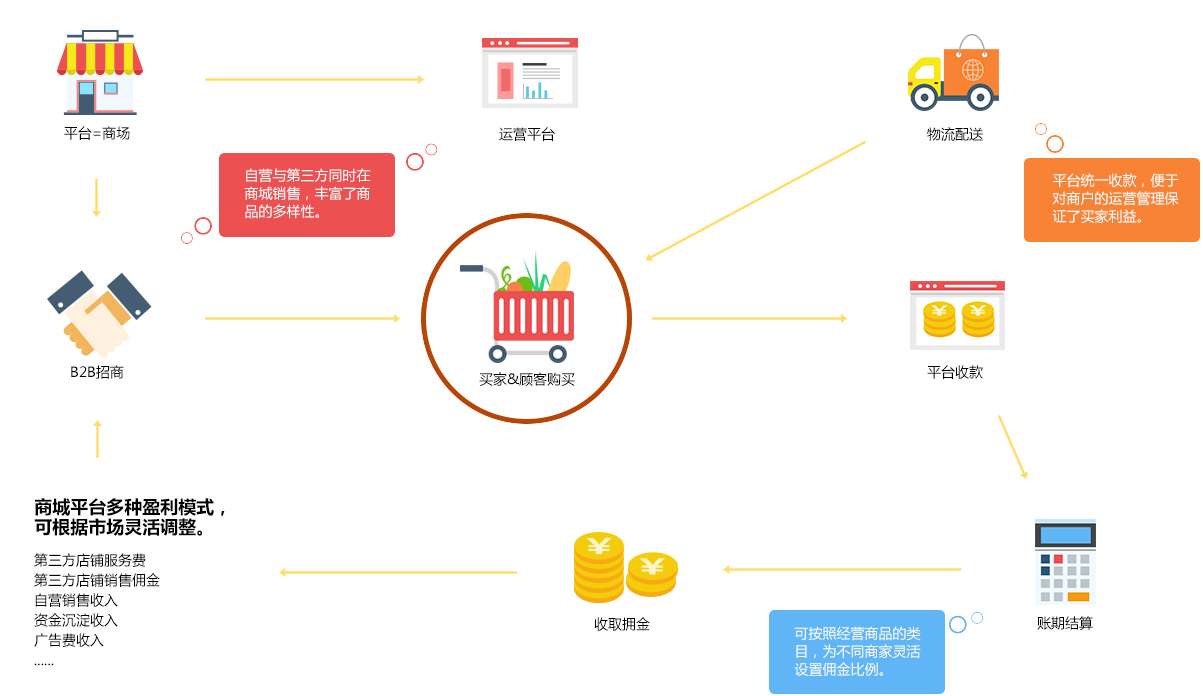 平台=商场
运营平台
物流配送
自营与第三方同时在
商城销售，丰富了商
品的多样性。
平台统一收款，便于
对商户的运营管理保
证了买家利益。
B2B招商
买家&顾客购买
平台收款
商城平台多种盈利模式，
可根据市场灵活调整。
第三方店铺服务费
第三方店铺销售佣金
自营销售收入
资金沉淀收入
广告费收入
......
收取拥金
可按照经营商品的类
目，为不同商家灵活
设置佣金比例。
账期结算